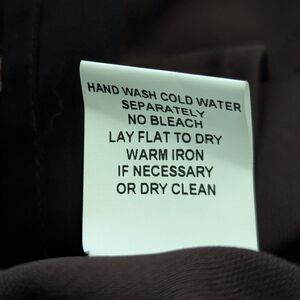 HAND WASH COLD WATER
SEPARATELY
NO BLEACH
LAY FLAT TO DRY
WARM IRON
IF NECESSARY
OR DRY CLEAN